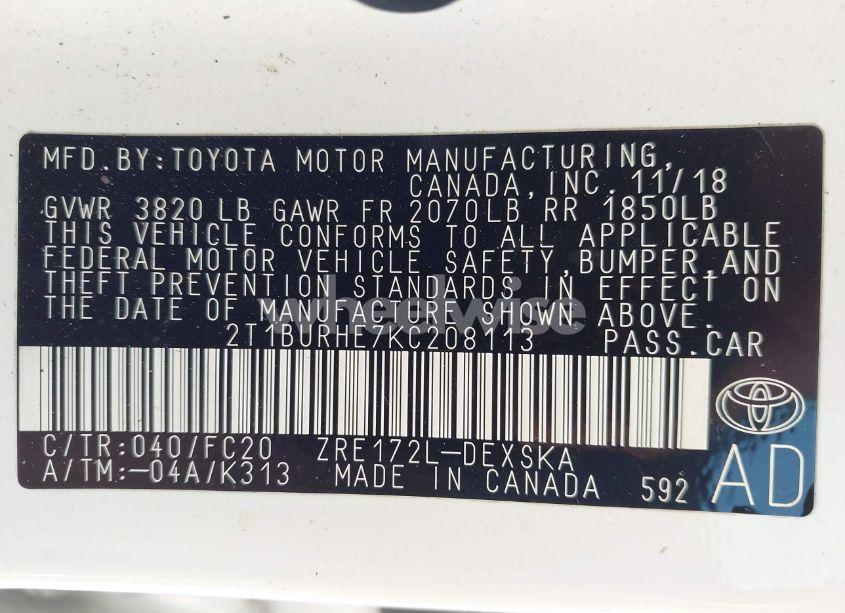 MFD. BY: TOYOTA MOTOR MANUFACTURING,
CANADA, INC. 11/18
GVWR 3820 LB GAWR FR 2070LB RR 1850LB
THIS VEHICLE CONFORMS TO ALL APPLICABLE
FEDERAL MOTOR VEHICLE SAFETY, BUMPER, AND
THEFT PREVENTION STANDARDS IN EFFECT ON
THE DATE OF MANUFACTURE SHOWN ABOVE.
wheelwise
2T1BURHE7KC208113 PASS. CAR
C/TR: 040/FC20 ZRE172L-DEXSKA
A/TM: -04A/K313 MADE IN CANADA 592 AD